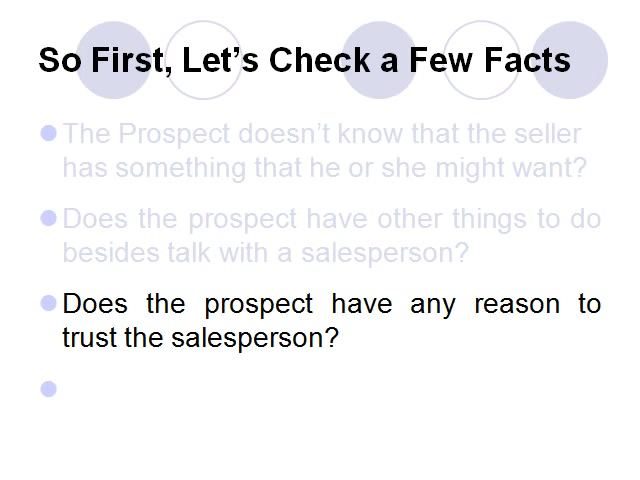 So First, Let’s Check a Few Facts
The Prospect doesn’t know that the seller
has something that he or she might want?
Does the prospect have other things to do
besides talk with a salesperson?
Does the prospect have any reason to
trust the salesperson?